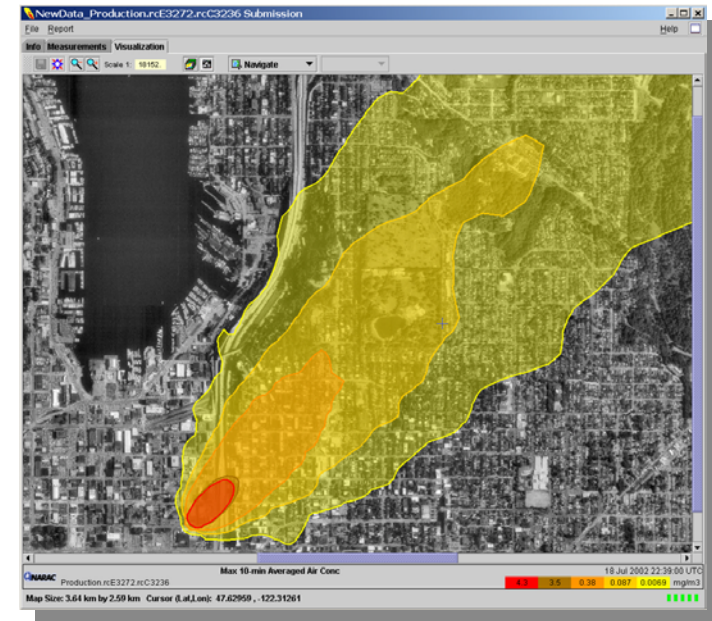 NewData_Production.rcE3272.rcC3236 Submission
File Report Help
Info Measurements Visualization
Scale 1: 18152. Navigate
Max 10-min Averaged Air Conc 18 Jul 2002 22:39:00 UTC
NARAC Production.rcE3272.rcC3236 4.3 3.5 0.38 0.087 0.0069 mg/m3
Map Size: 3.64 km by 2.59 km Cursor (Lat,Lon): 47.62959 , -122.31261